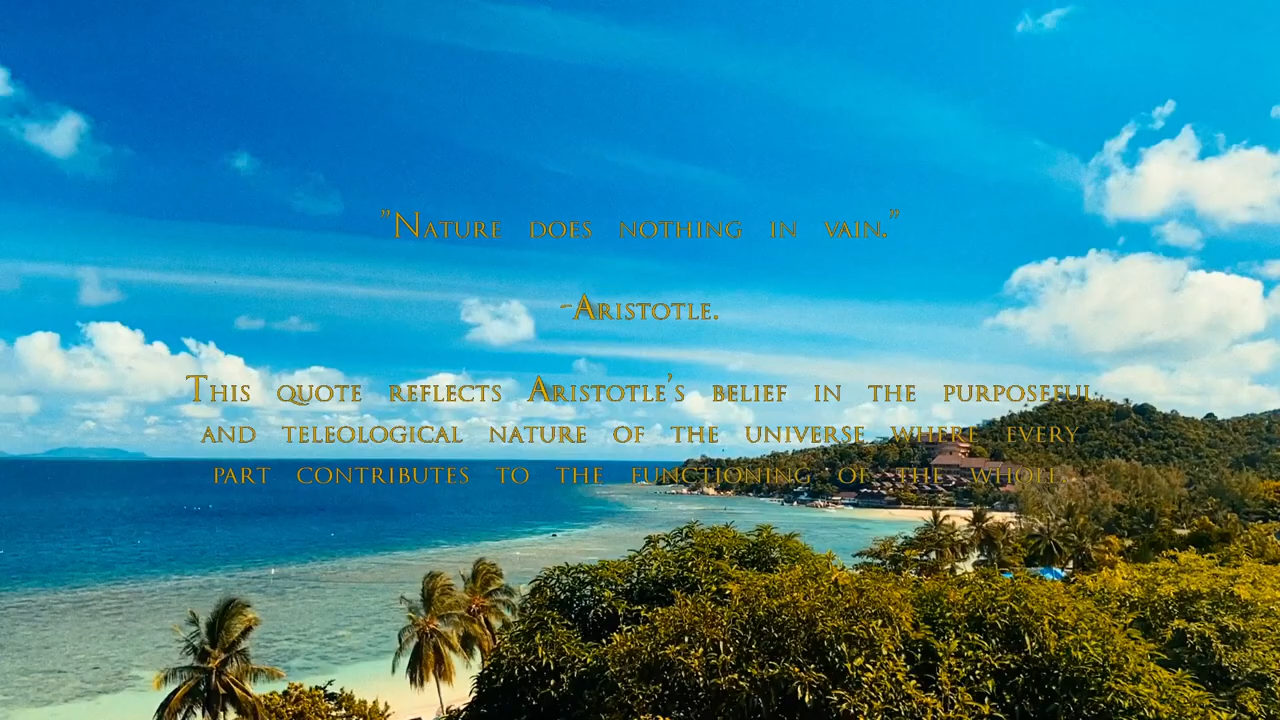 "Nature does nothing in vain."
-Aristotle.
This quote reflects Aristotle's belief in the purposeful
and teleological nature of the universe where every
part contributes to the functioning of the whole.